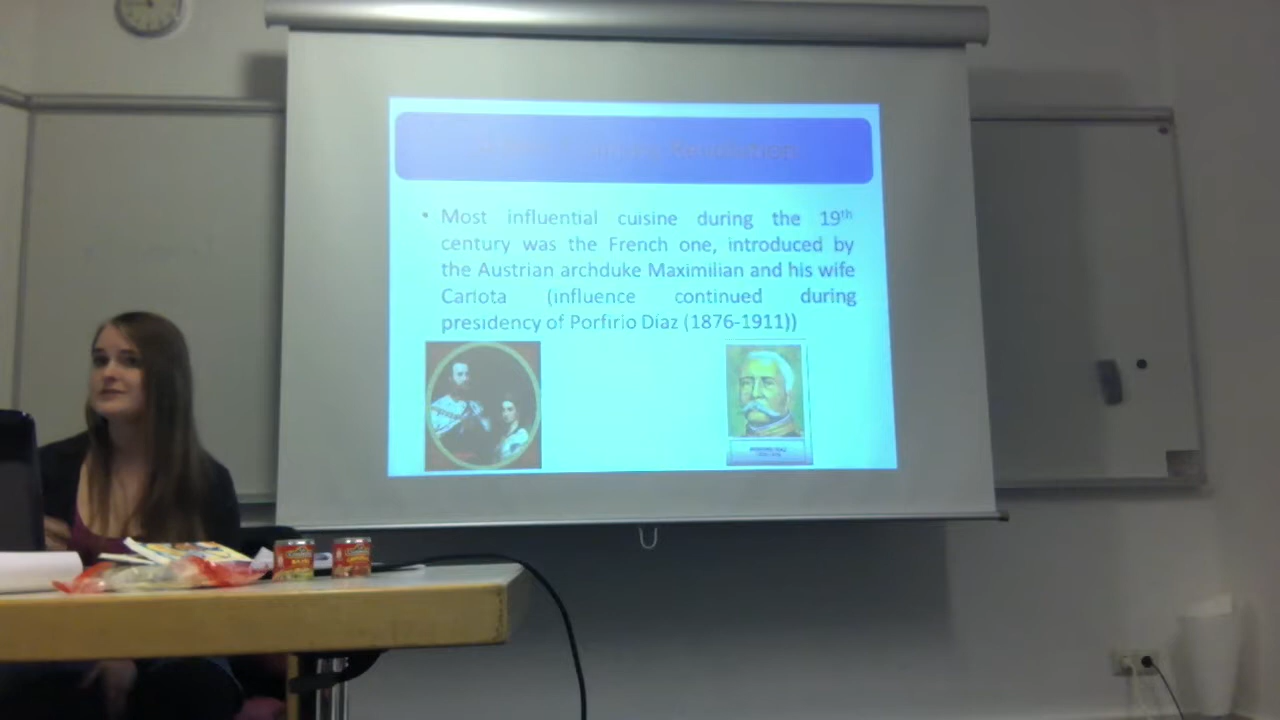 Revolution
• Most influential cuisine during the 19th
century was the French one, introduced by
the Austrian archduke Maximilian and his wife
Carlota (influence continued during
presidency of Porfirio Díaz (1876-1911))